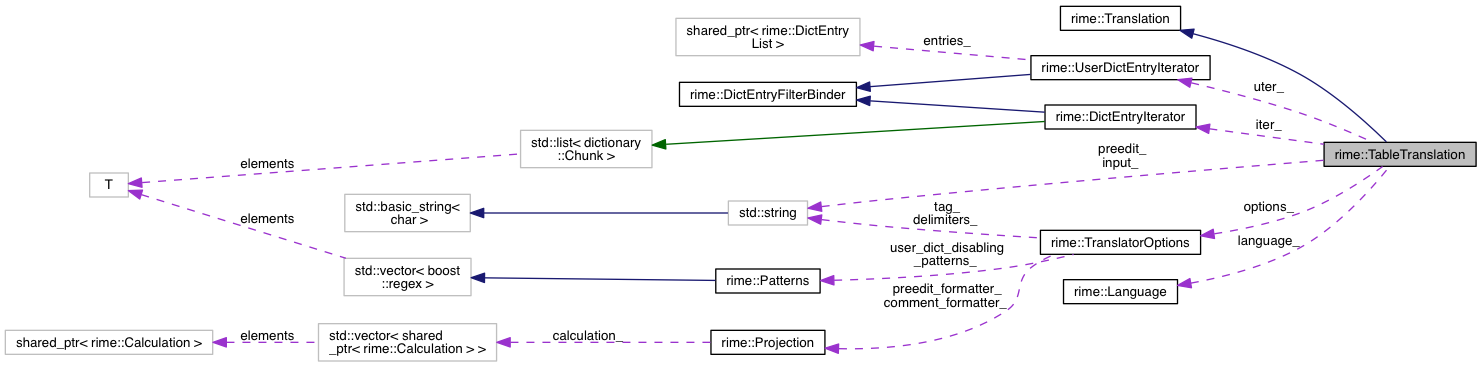 rime::Translation
shared_ptr< rime::DictEntry
List >
entries_
rime::UserDictEntryIterator
uter_
rime::DictEntryFilterBinder
rime::DictEntryIterator
iter_
std::list< dictionary
::Chunk >
preedit_
input_
rime::TableTranslation
elements
T
std::basic_string<
char >
std::string
tag_
delimiters_
options_
elements
user_dict_disabling
_patterns_
rime::TranslatorOptions
language_
std::vector< boost
::regex >
rime::Patterns
preedit_formatter_
comment_formatter_
rime::Language
shared_ptr< rime::Calculation >
elements
std::vector< shared
_ptr< rime::Calculation > >
calculation_
rime::Projection